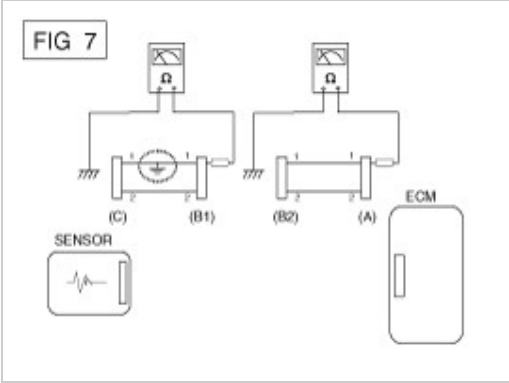 FIG 7
Ω Ω
1 1 1 1
2 2 2 2
(C) (B1) (B2) (A)
ECM
SENSOR